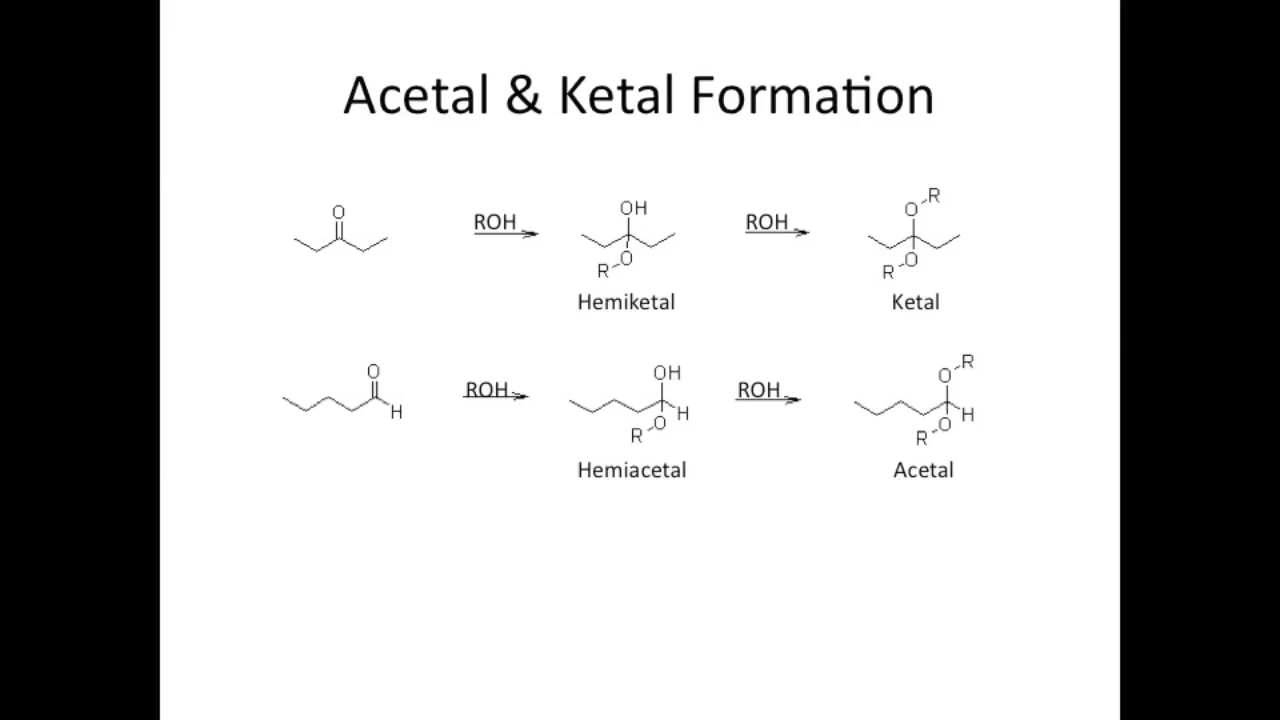 Acetal & Ketal Formation
O
ROH
OH
O
R
ROH
O
R
O
R
Hemiketal
Ketal
O
H
ROH
OH
H
O
R
ROH
O
R
H
O
R
Hemiacetal
Acetal